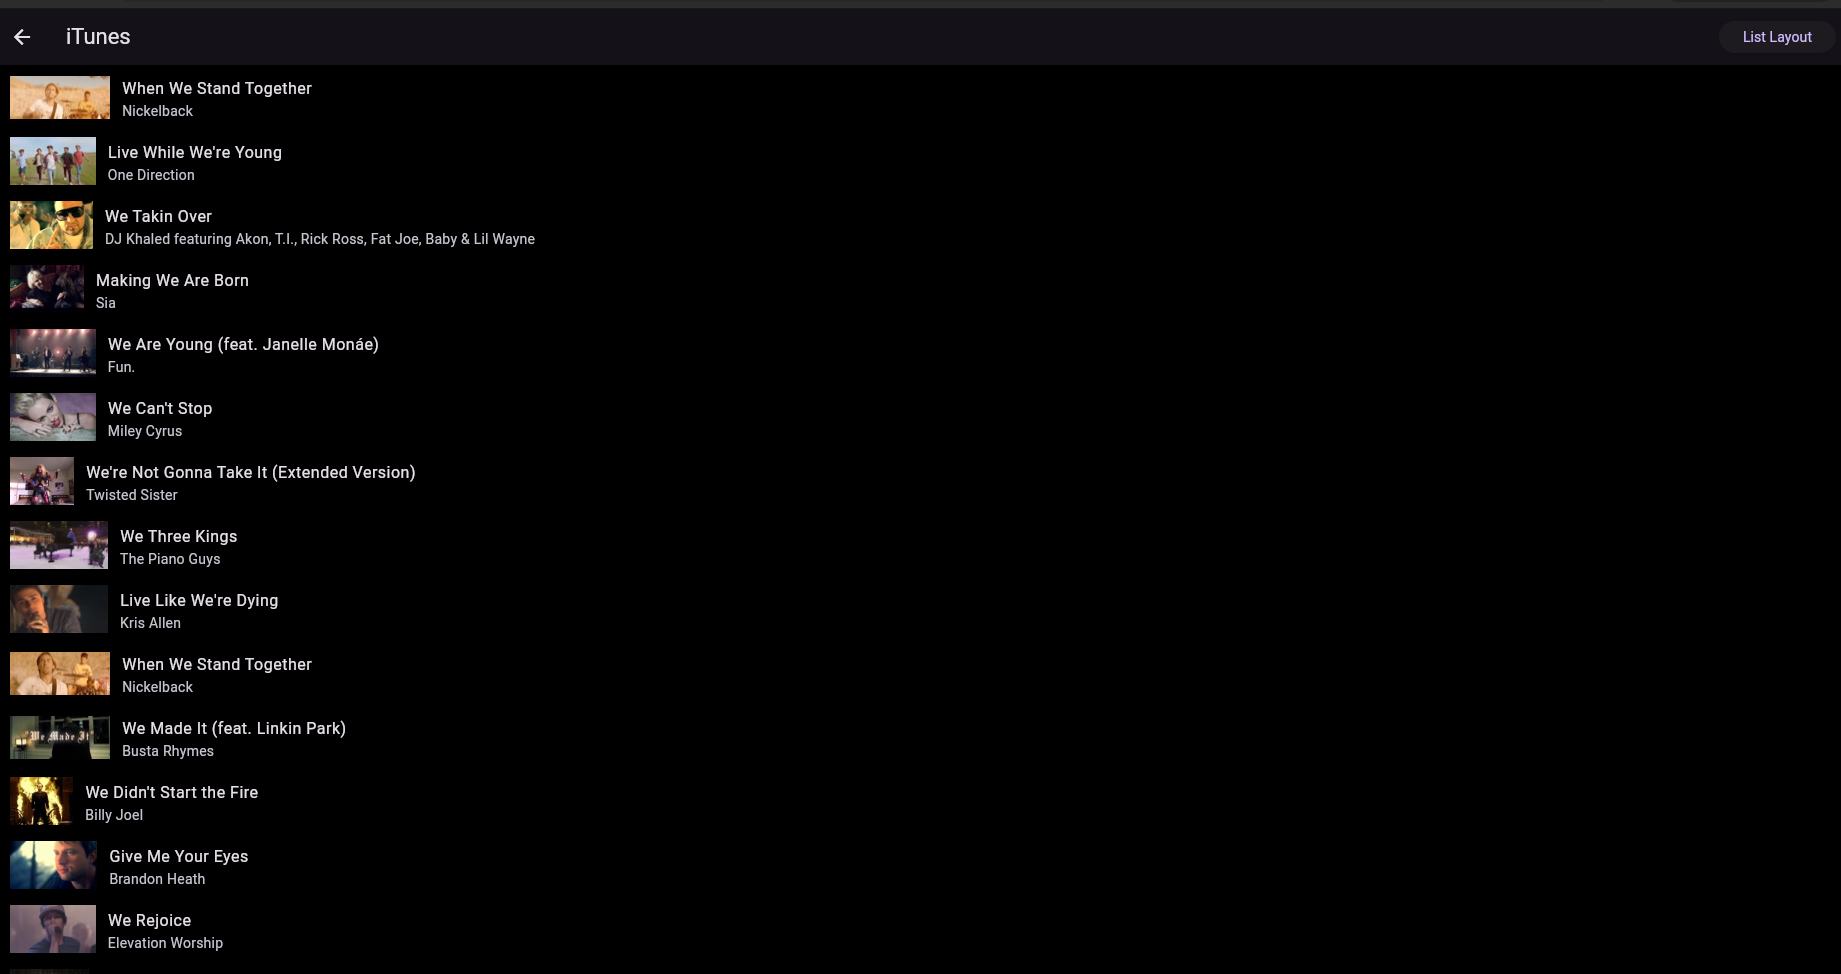 iTunes
List Layout
When We Stand Together
Nickelback
Live While We're Young
One Direction
We Takin Over
DJ Khaled featuring Akon, T.I., Rick Ross, Fat Joe, Baby & Lil Wayne
Making We Are Born
Sia
We Are Young (feat. Janelle Monáe)
Fun.
We Can't Stop
Miley Cyrus
We're Not Gonna Take It (Extended Version)
Twisted Sister
We Three Kings
The Piano Guys
Live Like We're Dying
Kris Allen
When We Stand Together
Nickelback
"We Made It"
We Made It (feat. Linkin Park)
Busta Rhymes
We Didn't Start the Fire
Billy Joel
Give Me Your Eyes
Brandon Heath
We Rejoice
Elevation Worship